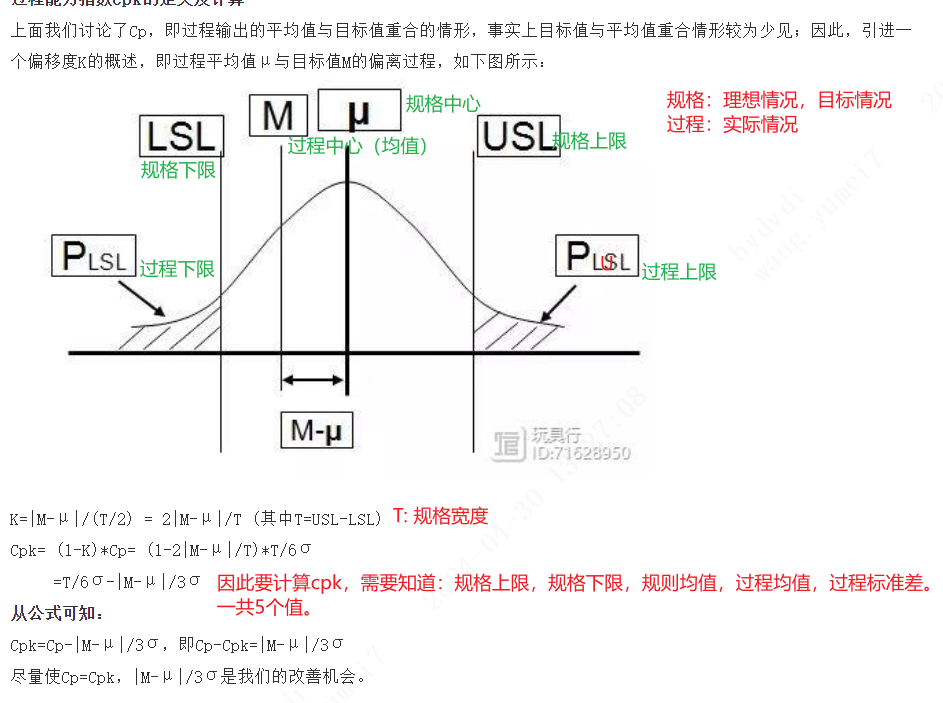 过程能力指数Cpk的定义及计算
上面我们讨论了Cp，即过程输出的平均值与目标值重合的情形，事实上目标值与平均值重合情形较为少见；因此，引进一
个偏移度K的概述，即过程平均值μ与目标值M的偏离过程，如下图所示：
规格：理想情况，目标情况
过程：实际情况
M
μ
规格中心
LSL
过程中心（均值）
USL
规格上限
规格下限
PLSL
过程下限
PLSL
U
过程上限
M-μ
玩具行
ID:71628950
K=|M-μ|/(T/2) = 2|M-μ|/T (其中T=USL-LSL)
T: 规格宽度
Cpk= (1-K)*Cp= (1-2|M-μ|/T)*T/6σ
=T/6σ-|M-μ|/3σ
因此要计算cpk，需要知道：规格上限，规格下限，规则均值，过程均值，过程标准差。
一共5个值。
从公式可知：
Cpk=Cp-|M-μ|/3σ，即Cp-Cpk=|M-μ|/3σ
尽量使Cp=Cpk，|M-μ|/3σ是我们的改善机会。
bydvdi
wang.yumei7